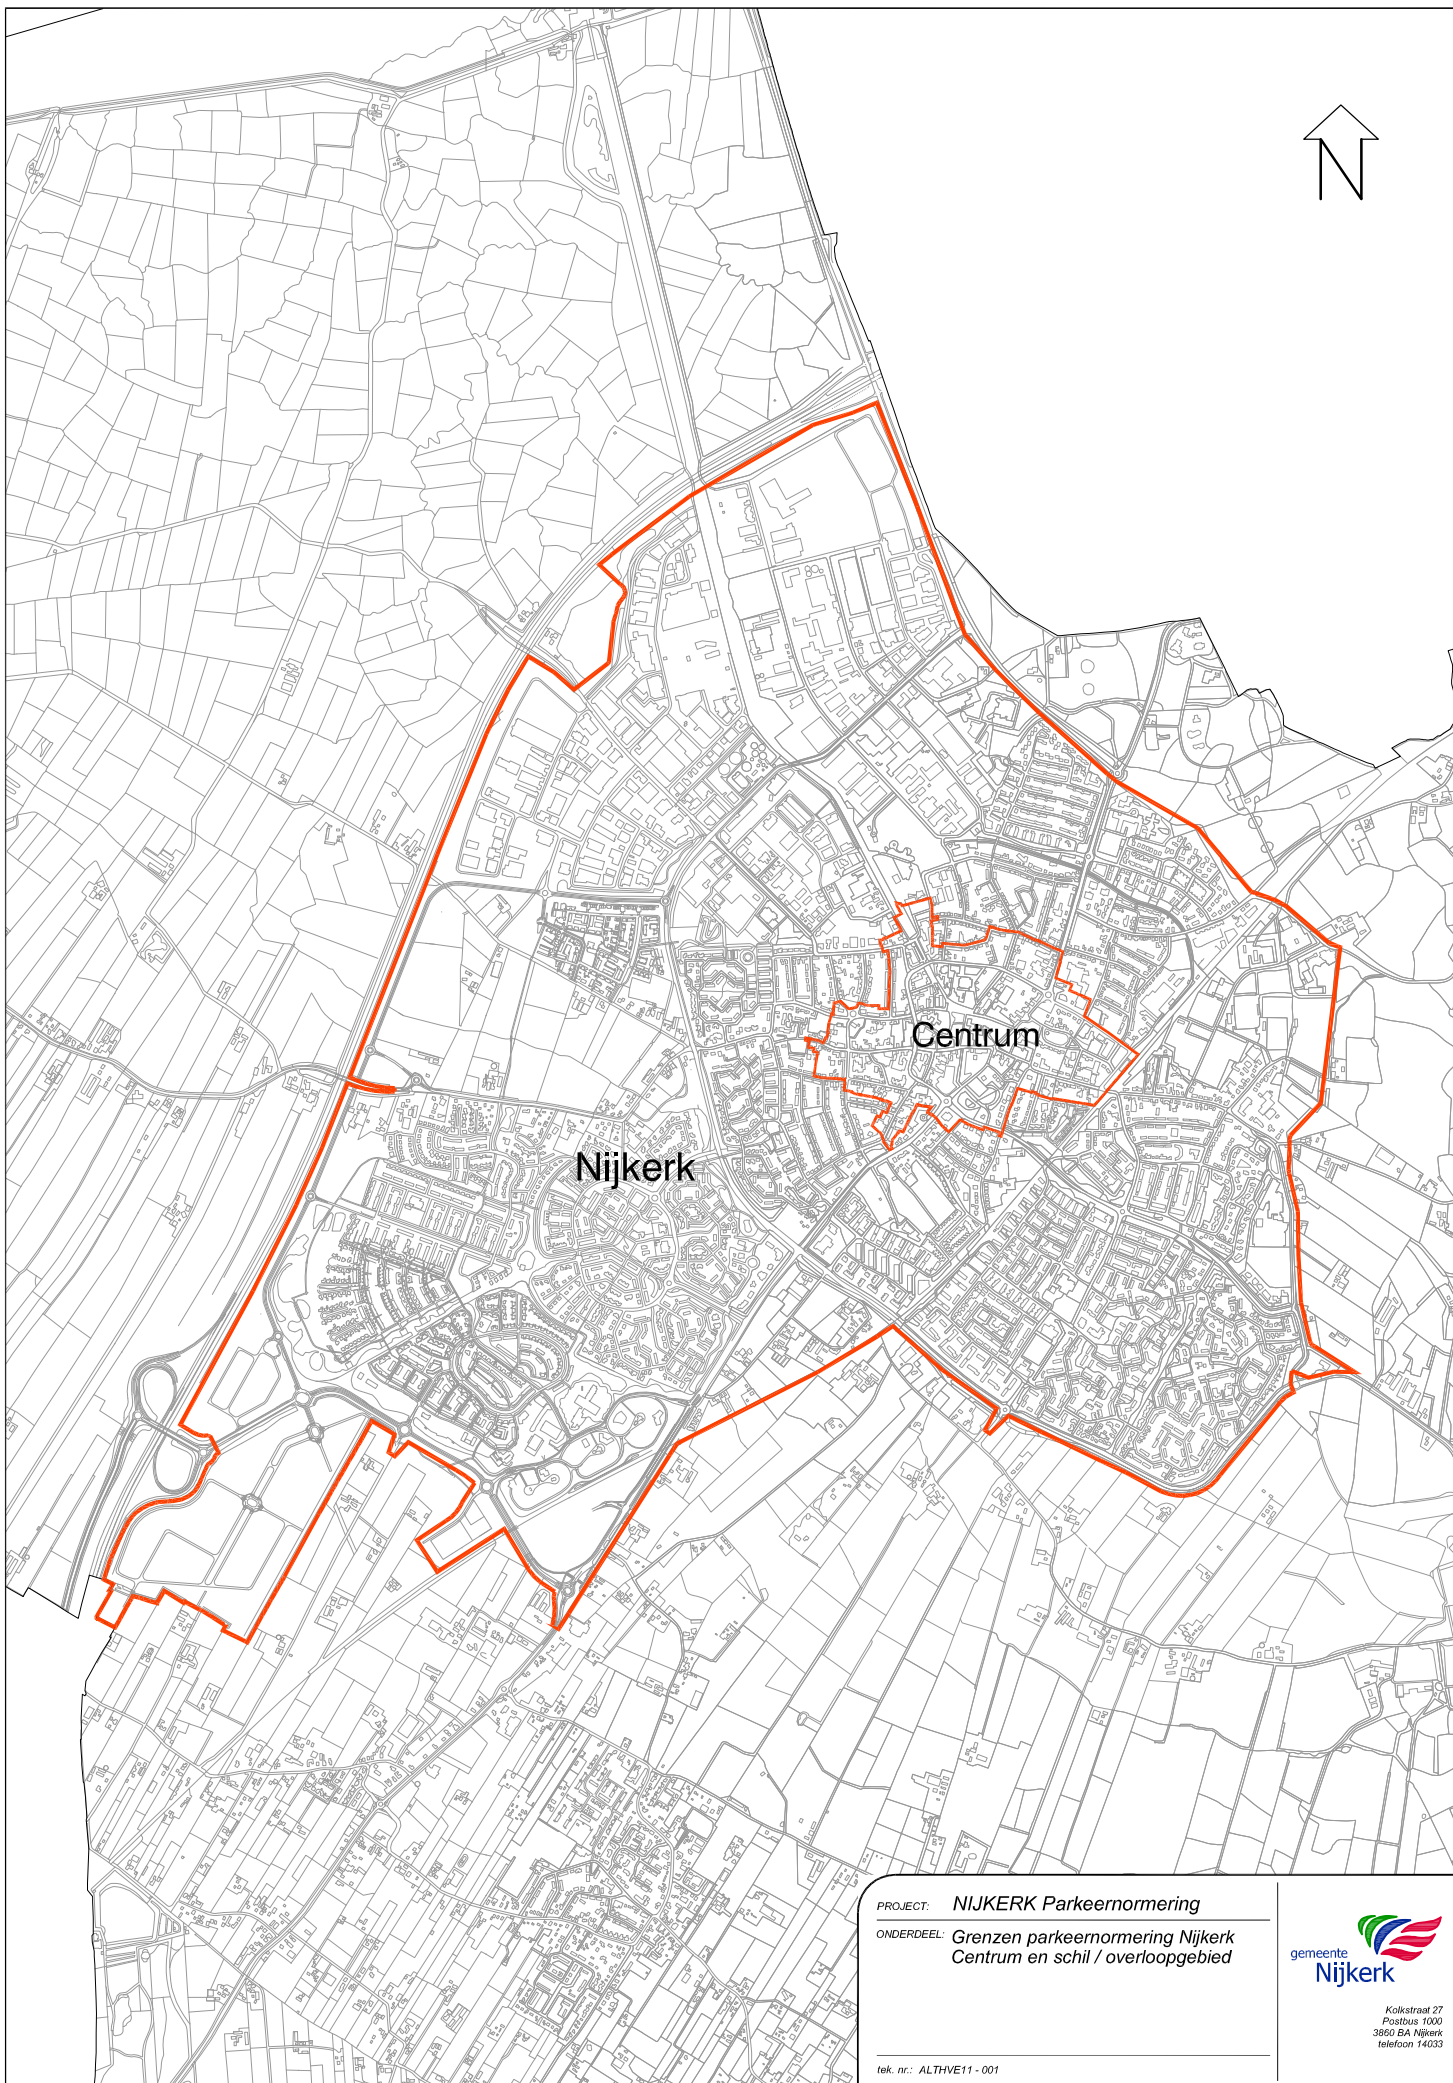 N
Centrum
Nijkerk
PROJECT: NIJKERK Parkeernormering
ONDERDEEL: Grenzen parkeernormering Nijkerk
Centrum en schil / overloopgebied
tek. nr.: ALTHVE11 - 001
gemeente
Nijkerk
Kolkstraat 27
Postbus 1000
3860 BA Nijkerk
telefoon 14033